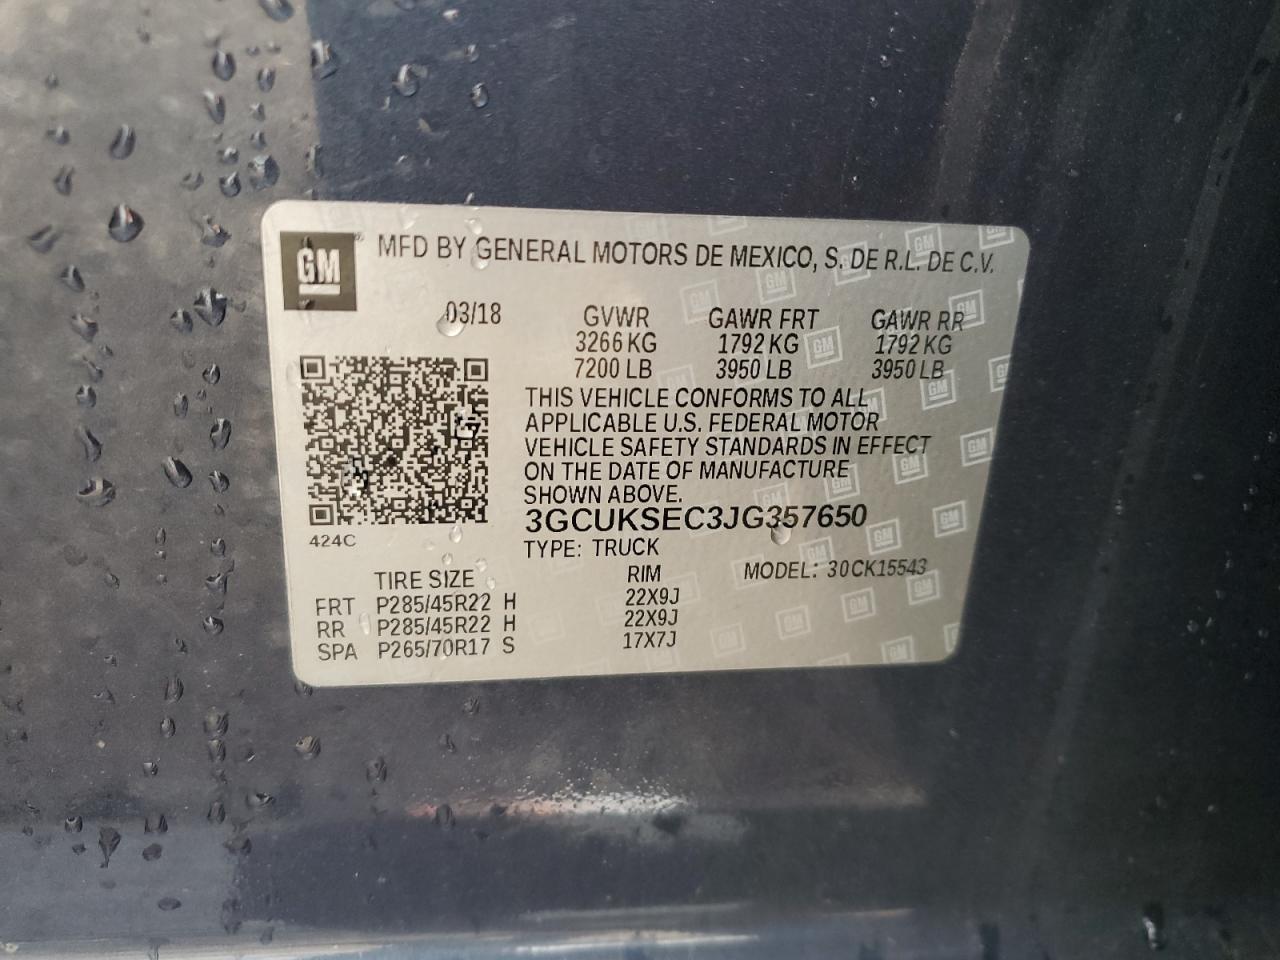 GM
MFD BY GENERAL MOTORS DE MEXICO, S. DE R.L. DE C.V.
03/18 GVWR GAWR FRT GAWR RR
3266 KG 1792 KG 1792 KG
7200 LB 3950 LB 3950 LB
THIS VEHICLE CONFORMS TO ALL
APPLICABLE U.S. FEDERAL MOTOR
VEHICLE SAFETY STANDARDS IN EFFECT
ON THE DATE OF MANUFACTURE
SHOWN ABOVE.
3GCUKSEC3JG357650
424C
TYPE: TRUCK
MODEL: 30CK15543
TIRE SIZE RIM
FRT P285/45R22 H 22X9J
RR P285/45R22 H 22X9J
SPA P265/70R17 S 17X7J